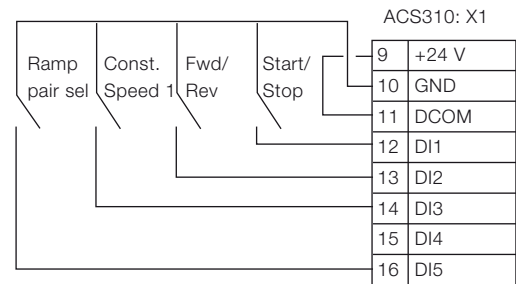 ACS310: X1
Ramp pair sel
Const. Speed 1
Fwd/ Rev
Start/ Stop
9 +24 V
10 GND
11 DCOM
12 DI1
13 DI2
14 DI3
15 DI4
16 DI5